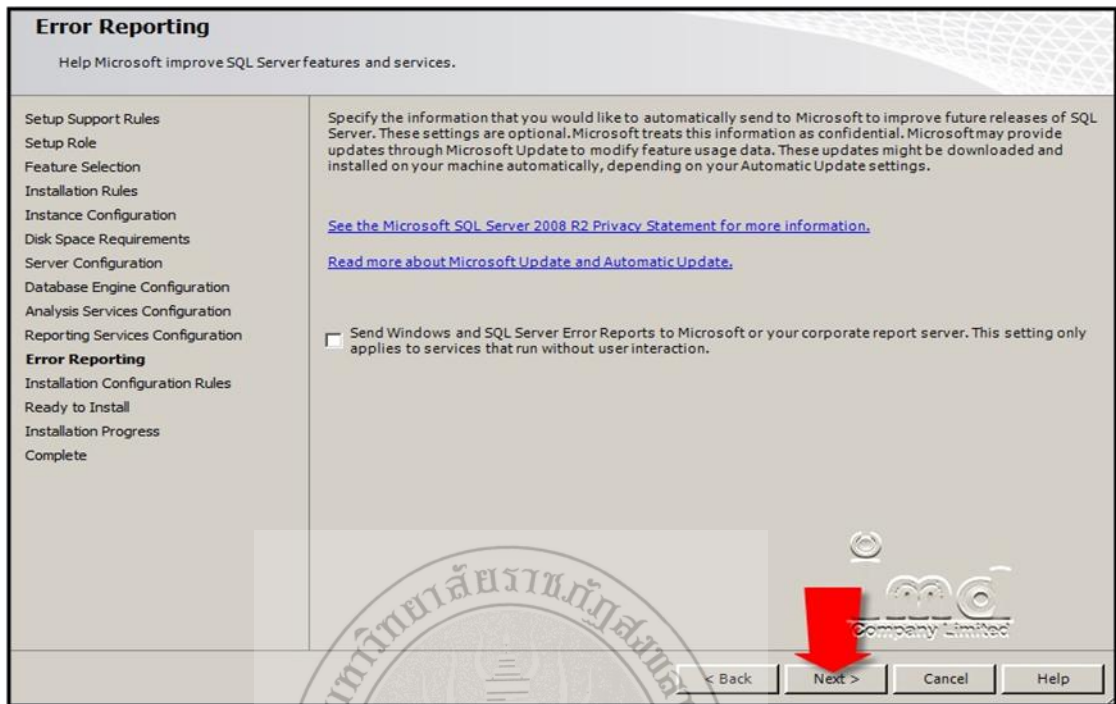 Error Reporting
Help Microsoft improve SQL Server features and services.
Setup Support Rules
Setup Role
Feature Selection
Installation Rules
Instance Configuration
Disk Space Requirements
Server Configuration
Database Engine Configuration
Analysis Services Configuration
Reporting Services Configuration
Error Reporting
Installation Configuration Rules
Ready to Install
Installation Progress
Complete
Specify the information that you would like to automatically send to Microsoft to improve future releases of SQL
Server. These settings are optional. Microsoft treats this information as confidential. Microsoft may provide
updates through Microsoft Update to modify feature usage data. These updates might be downloaded and
installed on your machine automatically, depending on your Automatic Update settings.
See the Microsoft SQL Server 2008 R2 Privacy Statement for more information.
Read more about Microsoft Update and Automatic Update.
Send Windows and SQL Server Error Reports to Microsoft or your corporate report server. This setting only
applies to services that run without user interaction.
Company Limited
< Back
Next >
Cancel
Help